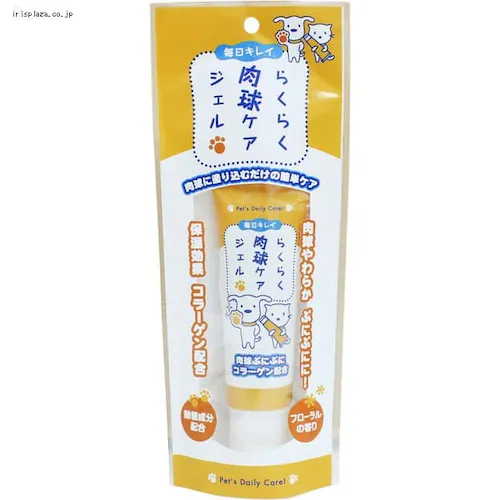 irisplaza.co.jp
毎日キレイ
らくらく
肉球ケア
ジェル
肉球に塗り込むだけの簡単ケア
Pet's Daily Care!
毎日キレイ
らくらく
肉球ケア
ジェル
肉球やわらか ぷにぷにに!
保湿効果 コラーゲン配合
肉球ぷにぷに
コラーゲン配合
除菌成分
配合
フローラル
の香り
Pet's Daily Care!